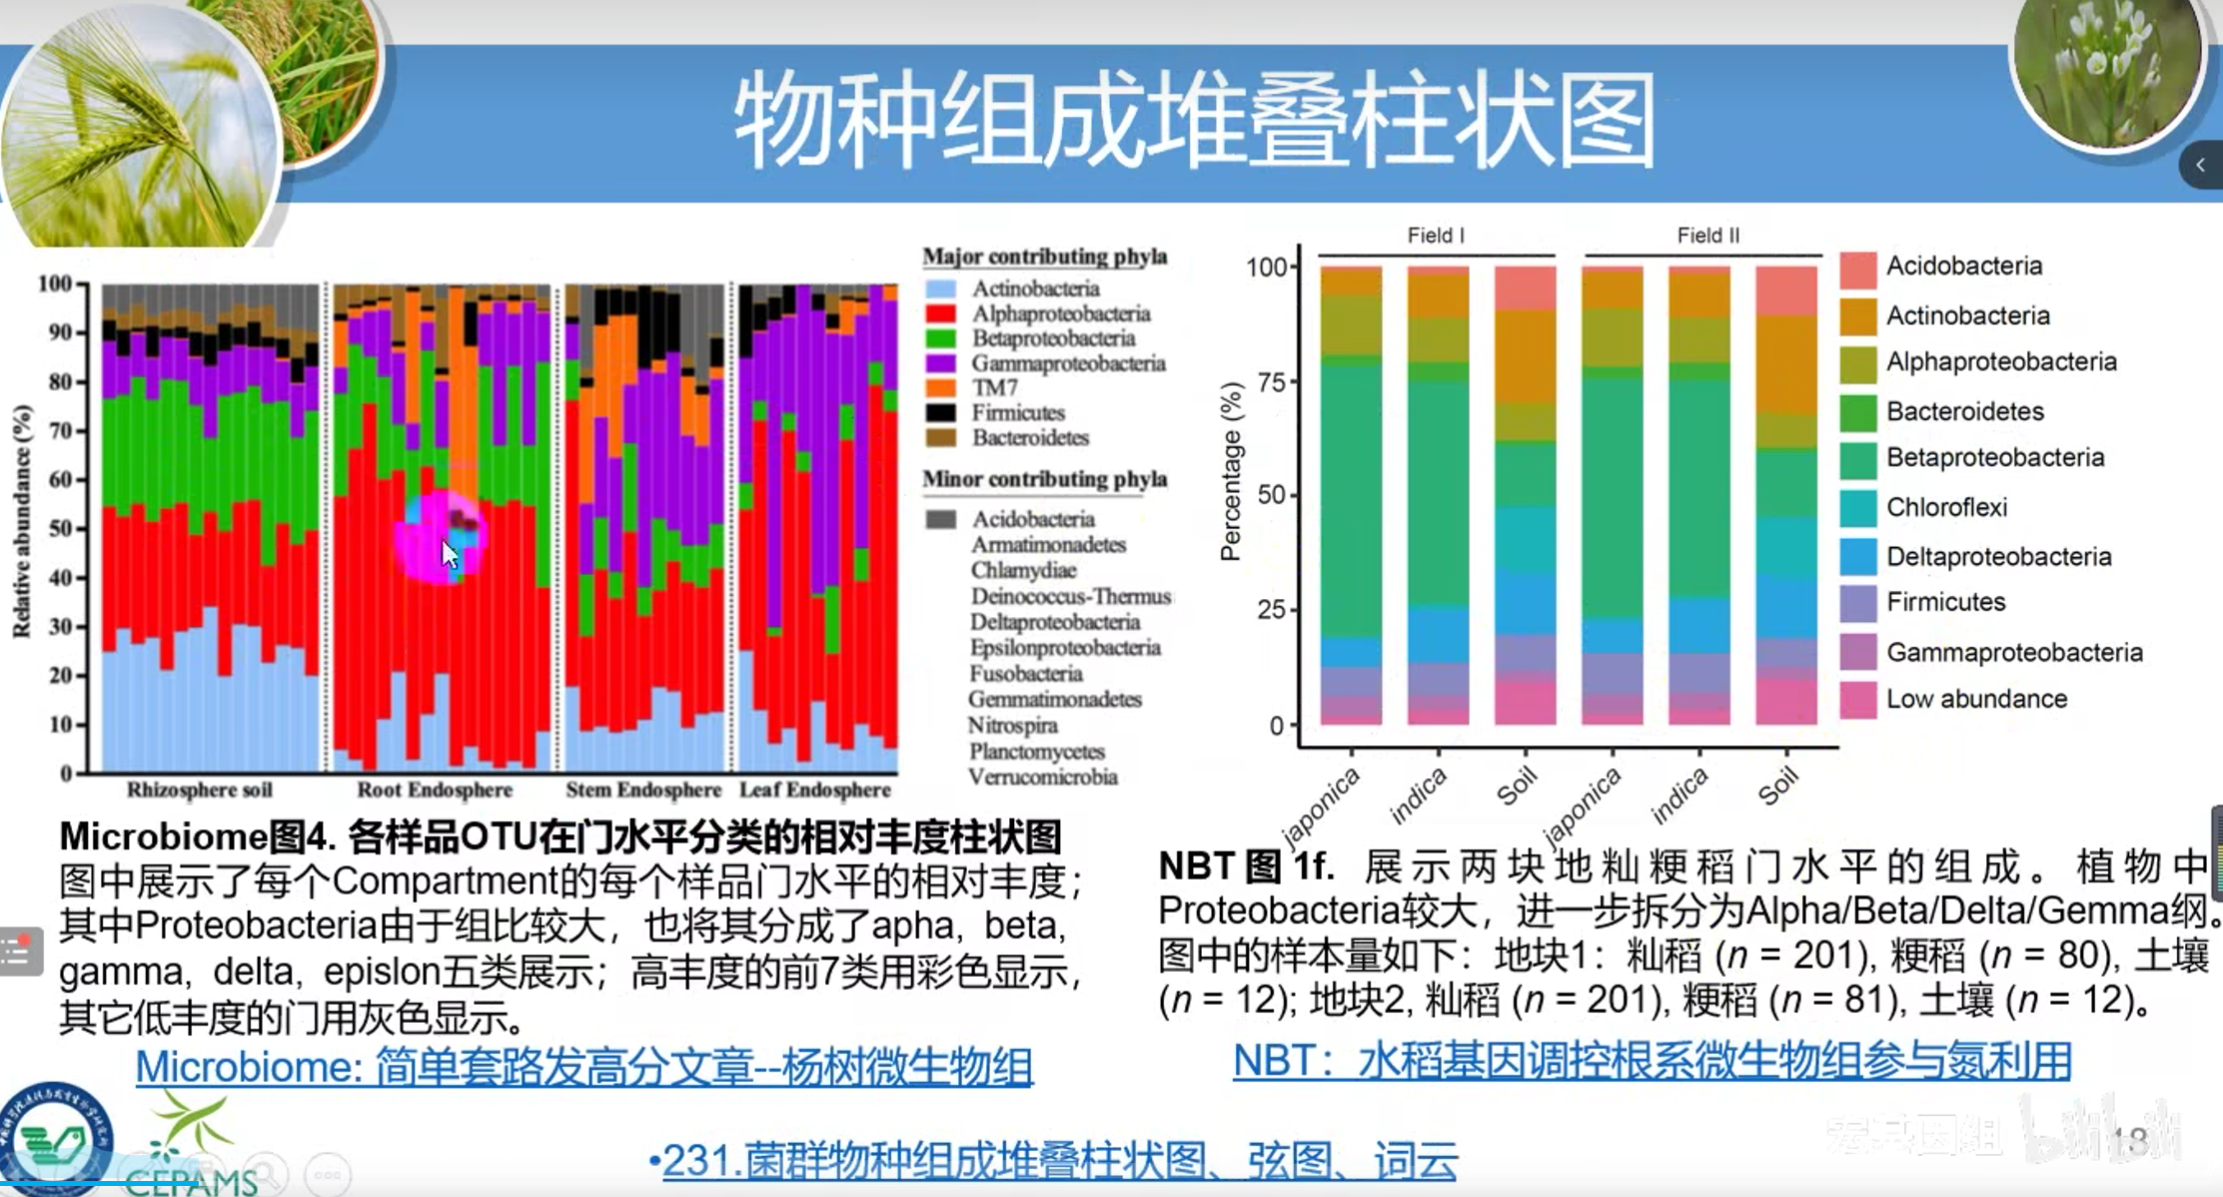 物种组成堆叠柱状图
Relative abundance (%)
100
90
80
70
60
50
40
30
20
10
0
Rhizosphere soil
Root Endosphere
Stem Endosphere
Leaf Endosphere
Major contributing phyla
Actinobacteria
Alphaproteobacteria
Betaproteobacteria
Gammaproteobacteria
TM7
Firmicutes
Bacteroidetes
Minor contributing phyla
Acidobacteria
Armatimonadetes
Chlamydiae
Deinococcus-Thermus
Deltaproteobacteria
Epsilonproteobacteria
Fusobacteria
Gemmatimonadetes
Nitrospira
Planctomycetes
Verrucomicrobia
Field I
Field II
Percentage (%)
100
75
50
25
0
japonica
indica
Soil
japonica
indica
Soil
Acidobacteria
Actinobacteria
Alphaproteobacteria
Bacteroidetes
Betaproteobacteria
Chloroflexi
Deltaproteobacteria
Firmicutes
Gammaproteobacteria
Low abundance
Microbiome图4. 各样品OTU在门水平分类的相对丰度柱状图
图中展示了每个Compartment的每个样品门水平的相对丰度；
其中Proteobacteria由于组比较大，也将其分成了apha, beta,
gamma, delta, epislon五类展示；高丰度的前7类用彩色显示，
其它低丰度的门用灰色显示。
Microbiome: 简单套路发高分文章--杨树微生物组
NBT 图 1f. 展示两块地籼粳稻门水平的组成。植物中
Proteobacteria较大，进一步拆分为Alpha/Beta/Delta/Gemma纲。
图中的样本量如下：地块1：籼稻 (n = 201), 粳稻 (n = 80), 土壤
(n = 12); 地块2, 籼稻 (n = 201), 粳稻 (n = 81), 土壤 (n = 12)。
NBT：水稻基因调控根系微生物组参与氮利用
•231.菌群物种组成堆叠柱状图、弦图、词云
CEPAMS
宏基因组
bilibili
18